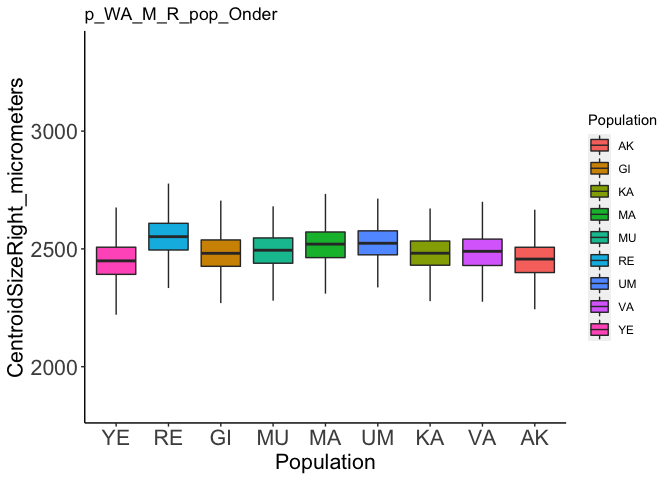 p_WA_M_R_pop_Onder
CentroidSizeRight_micrometers
3000
2500
2000
YE RE GI MU MA UM KA VA AK
Population
Population
AK
GI
KA
MA
MU
RE
UM
VA
YE